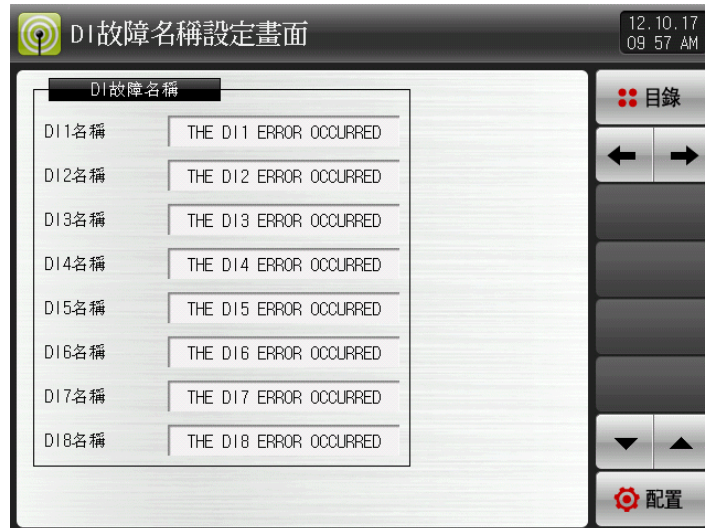 DI故障名稱設定畫面
12.10.17
09 57 AM
DI故障名稱
DI1名稱 THE DI1 ERROR OCCURRED
DI2名稱 THE DI2 ERROR OCCURRED
DI3名稱 THE DI3 ERROR OCCURRED
DI4名稱 THE DI4 ERROR OCCURRED
DI5名稱 THE DI5 ERROR OCCURRED
DI6名稱 THE DI6 ERROR OCCURRED
DI7名稱 THE DI7 ERROR OCCURRED
DI8名稱 THE DI8 ERROR OCCURRED
目錄
配置